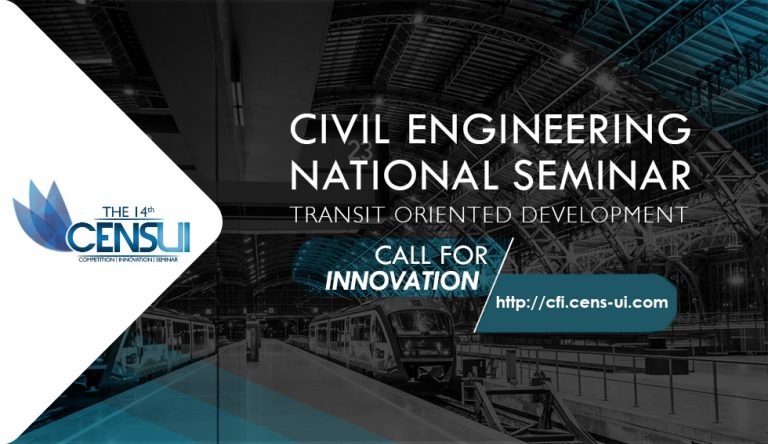 THE 14th
CENSUI
COMPETITION | INNOVATION | SEMINAR
23
CIVIL ENGINEERING
NATIONAL SEMINAR
TRANSIT ORIENTED DEVELOPMENT
CALL FOR
INNOVATION
http://cfi.cens-ui.com